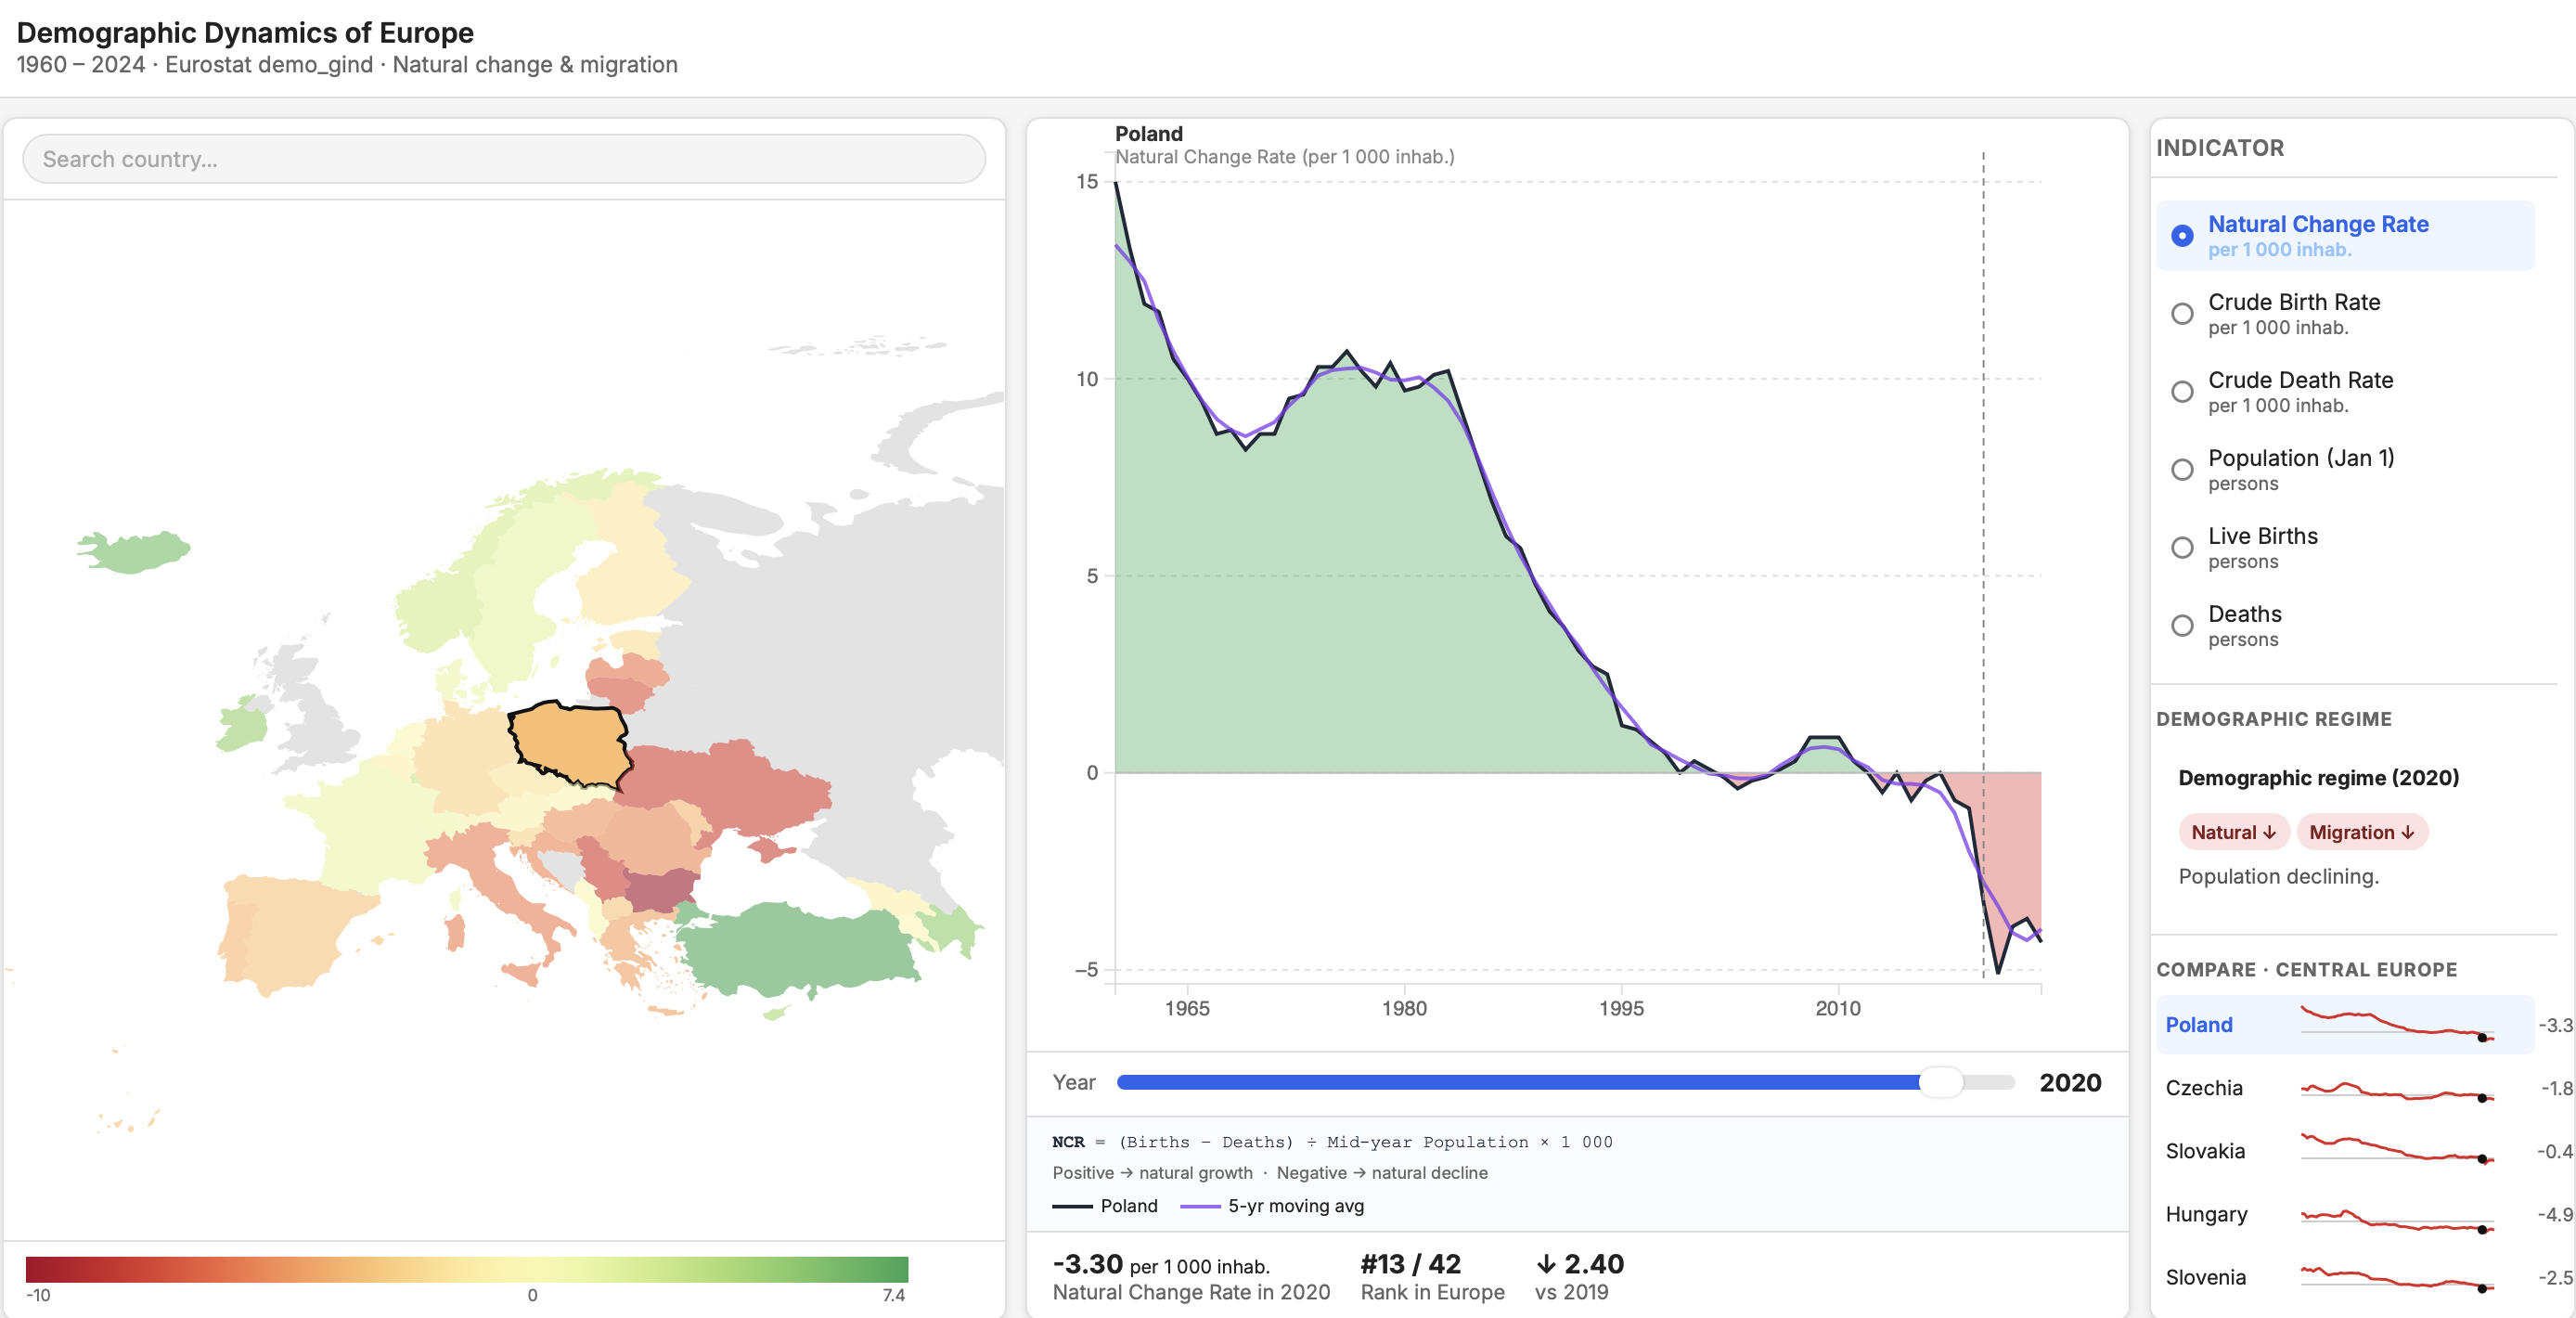 Demographic Dynamics of Europe
1960 – 2024 · Eurostat demo_gind · Natural change & migration
Search country...
-10
0
7.4
Poland
Natural Change Rate (per 1 000 inhab.)
15
10
5
0
−5
1965
1980
1995
2010
Year
2020
NCR = (Births − Deaths) ÷ Mid-year Population × 1 000
Positive → natural growth · Negative → natural decline
Poland
5-yr moving avg
-3.30 per 1 000 inhab.
Natural Change Rate in 2020
#13 / 42
Rank in Europe
↓ 2.40
vs 2019
INDICATOR
Natural Change Rate
per 1 000 inhab.
Crude Birth Rate
per 1 000 inhab.
Crude Death Rate
per 1 000 inhab.
Population (Jan 1)
persons
Live Births
persons
Deaths
persons
DEMOGRAPHIC REGIME
Demographic regime (2020)
Natural ↓
Migration ↓
Population declining.
COMPARE · CENTRAL EUROPE
Poland -3.3
Czechia -1.8
Slovakia -0.4
Hungary -4.9
Slovenia -2.5